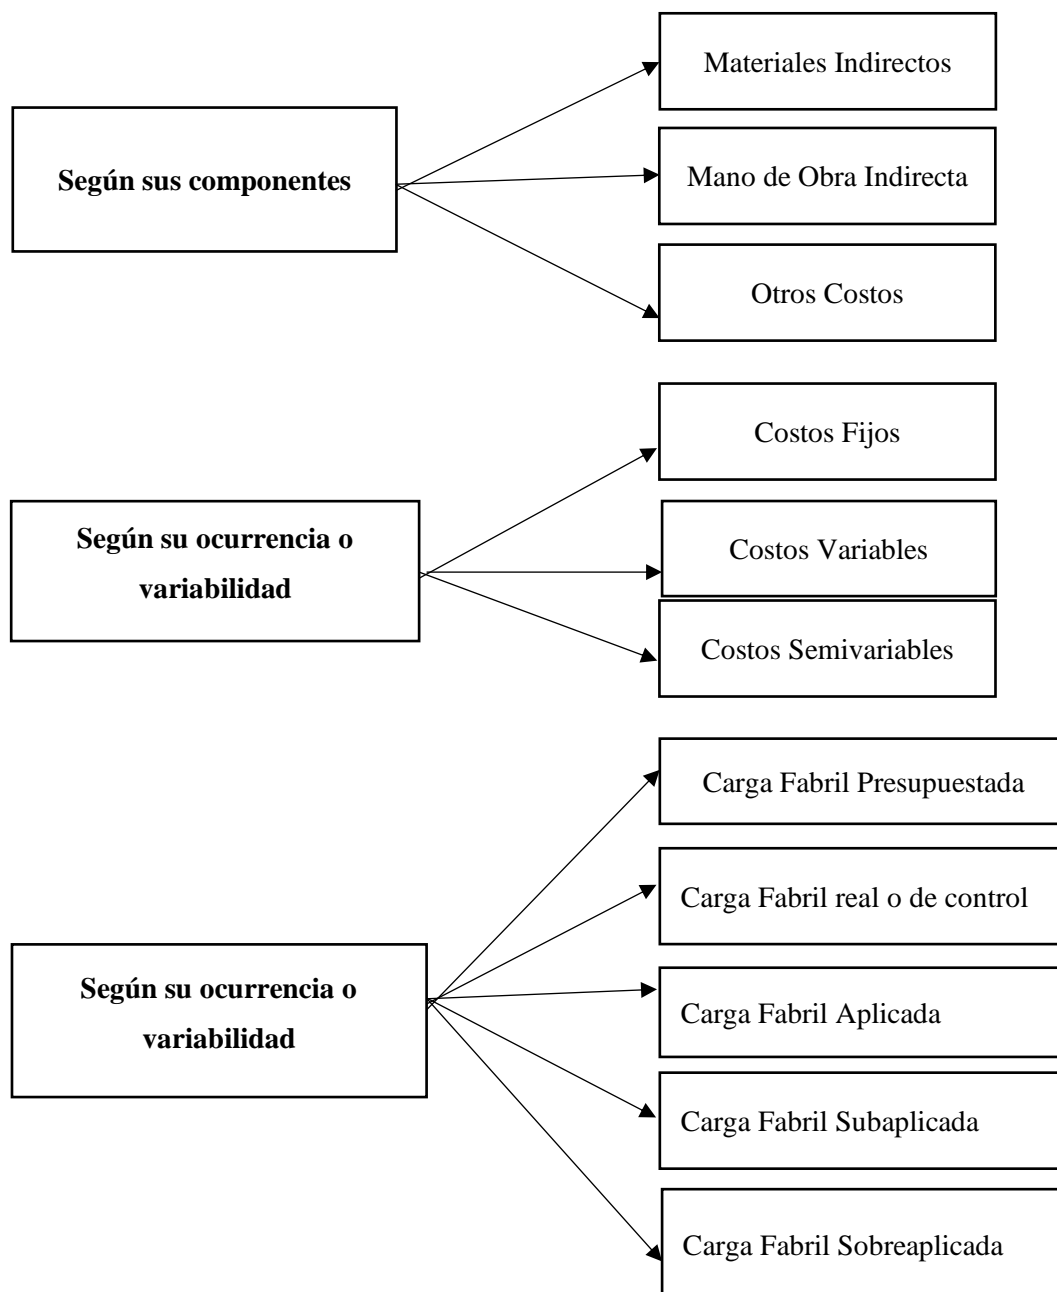 Según sus componentes
Materiales Indirectos
Mano de Obra Indirecta
Otros Costos
Según su ocurrencia o
variabilidad
Costos Fijos
Costos Variables
Costos Semivariables
Según su ocurrencia o
variabilidad
Carga Fabril Presupuestada
Carga Fabril real o de control
Carga Fabril Aplicada
Carga Fabril Subaplicada
Carga Fabril Sobreaplicada